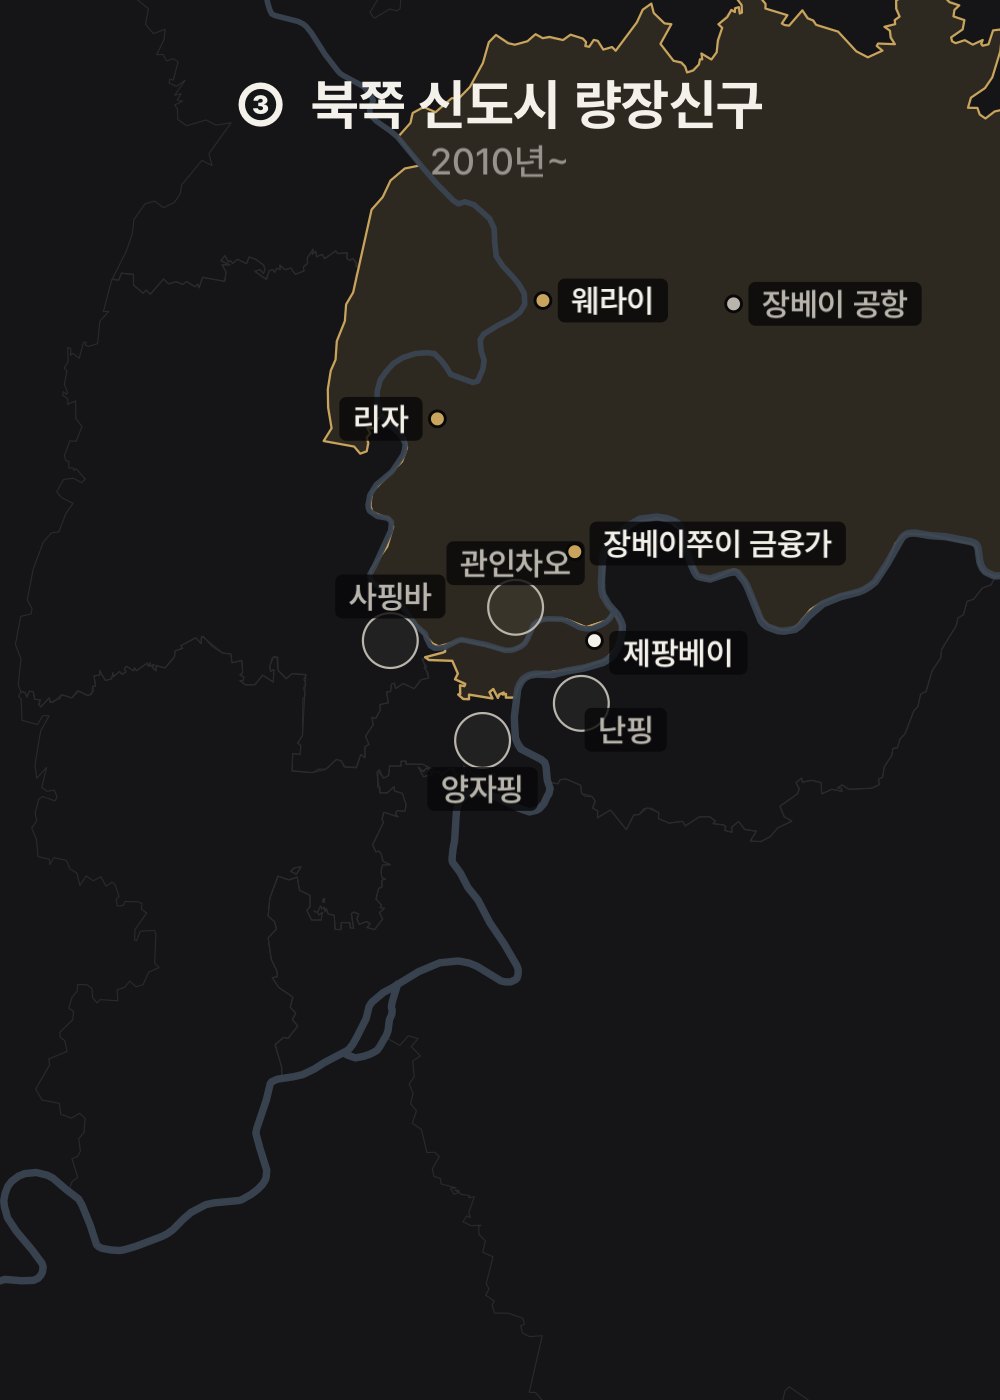 ③ 북쪽 신도시 량장신구
2010년~
웨라이
장베이 공항
리자
장베이쭈이 금융가
관인차오
사핑바
제팡베이
난핑
양자핑